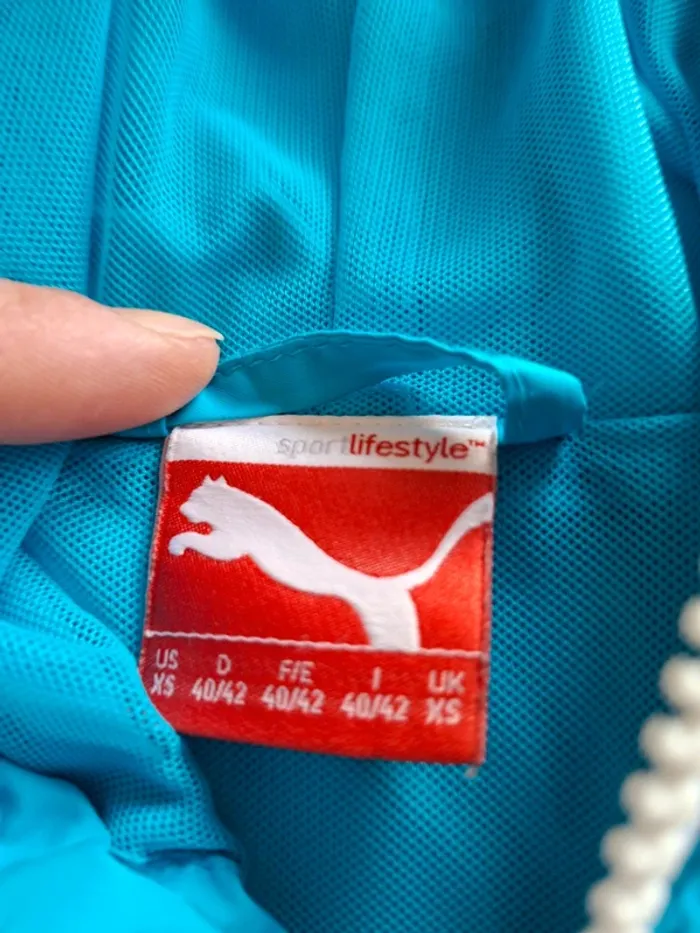 sportlifestyle™
US D F/E I UK
XS 40/42 40/42 40/42 XS